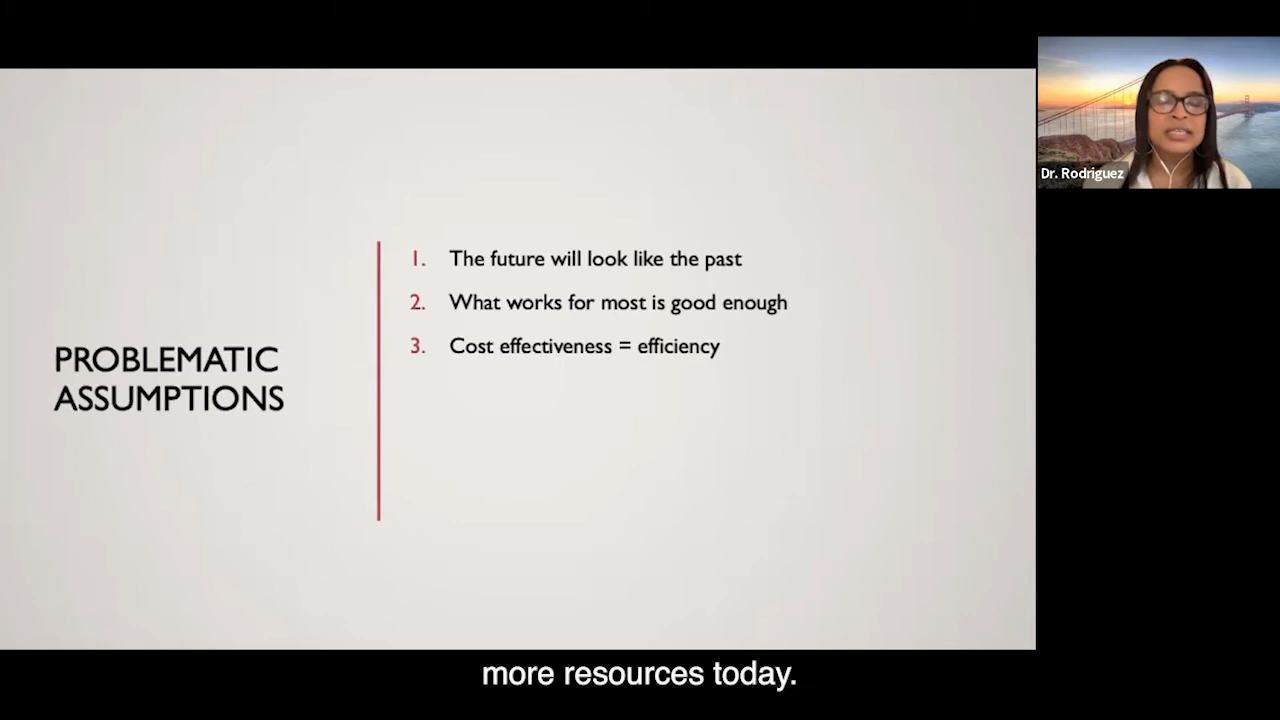 Dr. Rodriguez
1. The future will look like the past
2. What works for most is good enough
3. Cost effectiveness = efficiency
PROBLEMATIC
ASSUMPTIONS
more resources today.